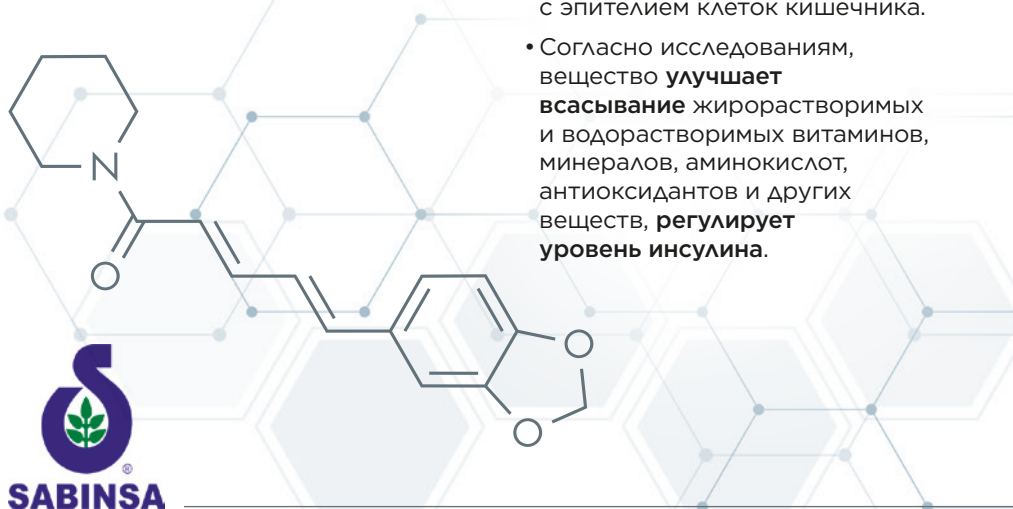 с эпителием клеток кишечника.
• Согласно исследованиям,
вещество улучшает
всасывание жирорастворимых
и водорастворимых витаминов,
минералов, аминокислот,
антиоксидантов и других
веществ, регулирует
уровень инсулина.
N
O
O
O
®
SABINSA